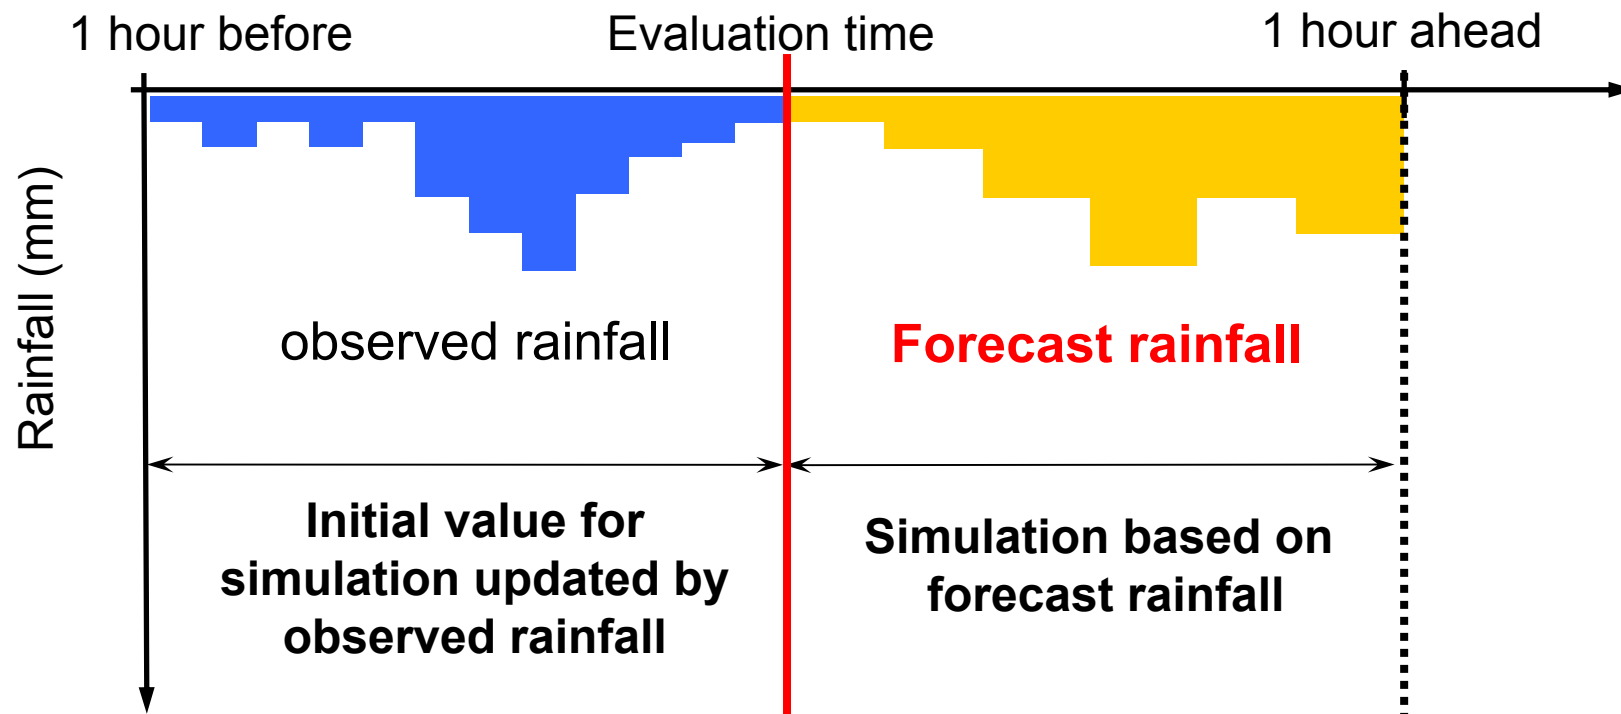 1 hour before
Evaluation time
1 hour ahead
Rainfall (mm)
observed rainfall
Forecast rainfall
Initial value for
simulation updated by
observed rainfall
Simulation based on
forecast rainfall